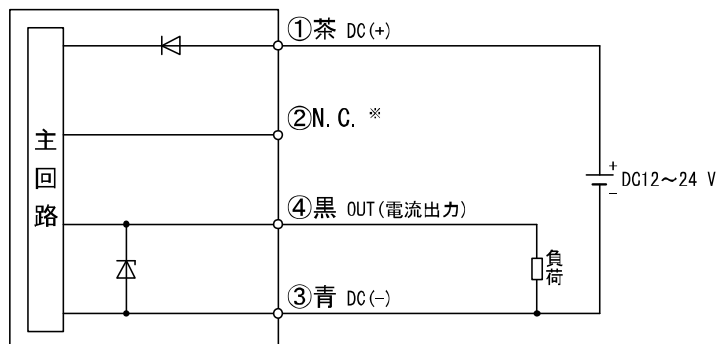 ①茶 DC(+)
②N.C. ※
主回路
+
DC12～24 V
−
④黒 OUT(電流出力)
負荷
③青 DC(−)